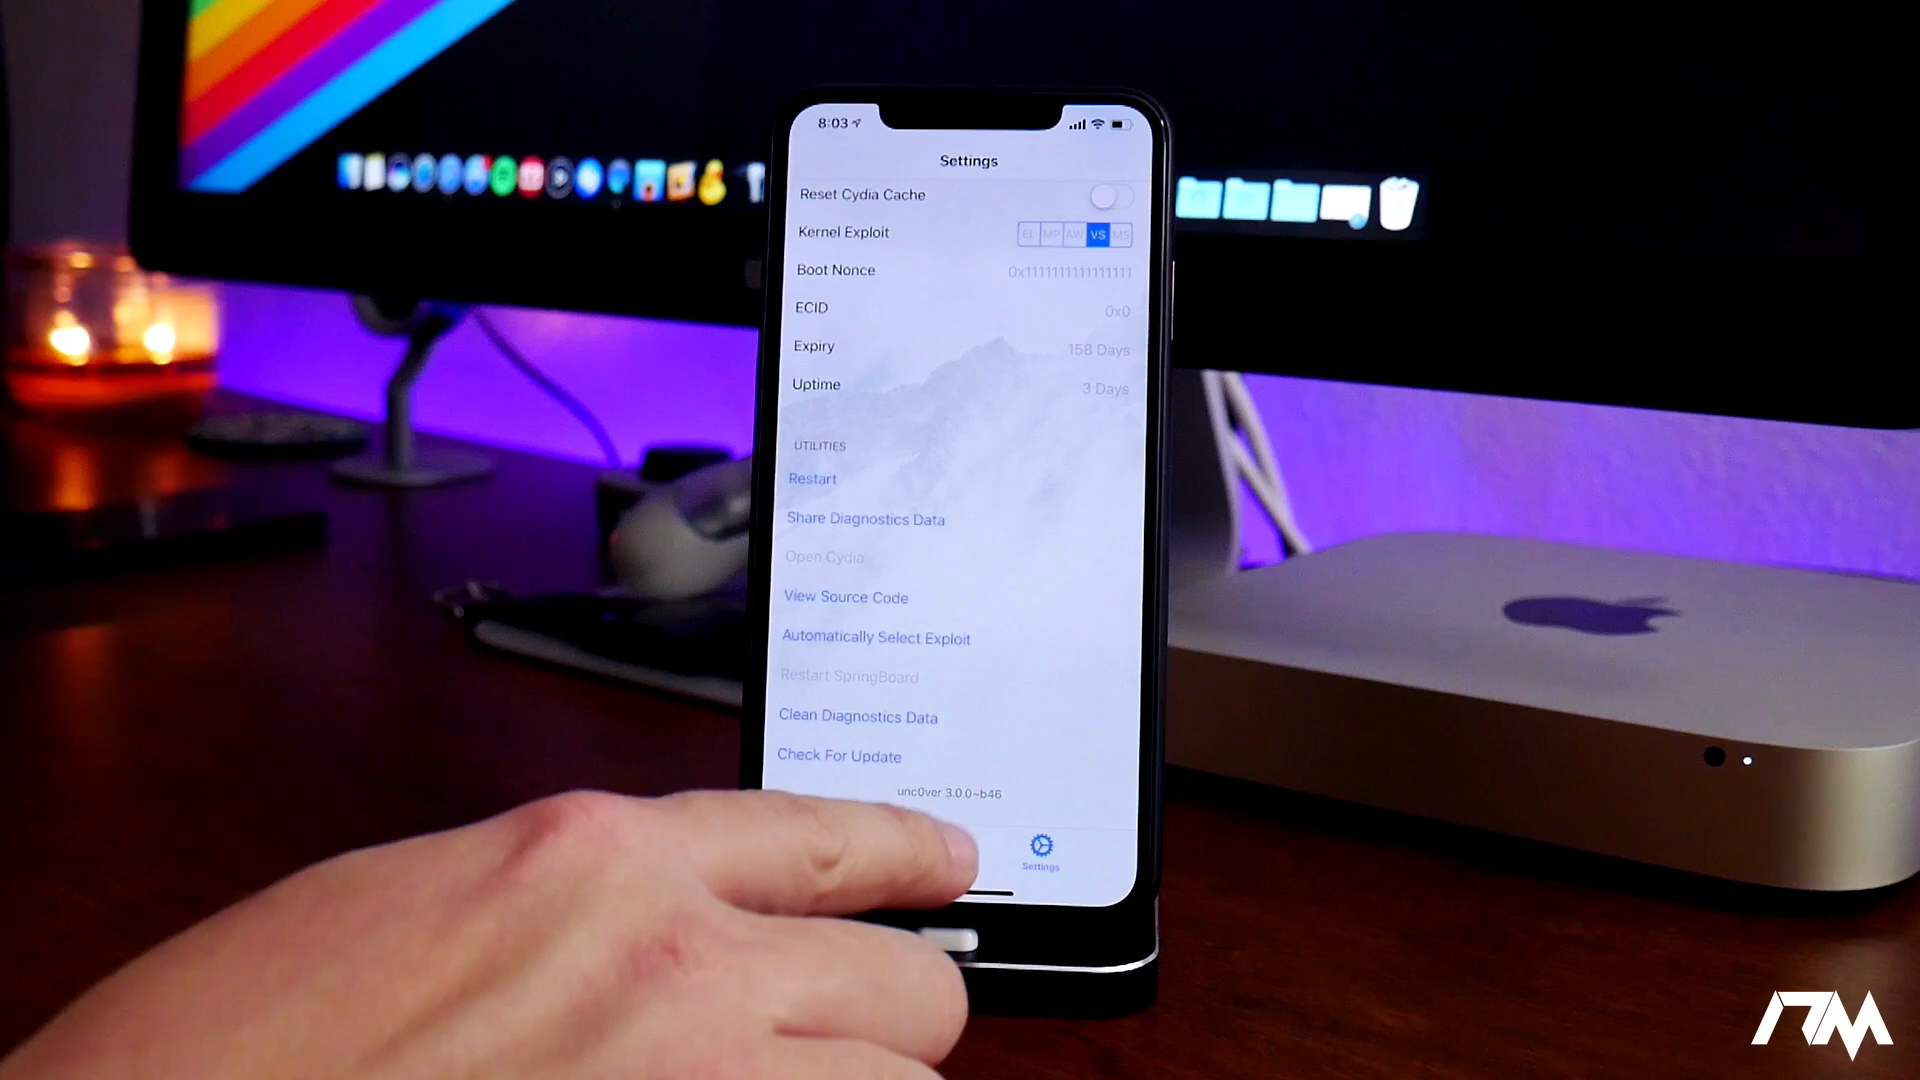 8:03
Settings
Reset Cydia Cache
Kernel Exploit EL MP AW VS MS
Boot Nonce 0x1111111111111111
ECID 0x0
Expiry 158 Days
Uptime 3 Days
UTILITIES
Restart
Share Diagnostics Data
Open Cydia
View Source Code
Automatically Select Exploit
Restart SpringBoard
Clean Diagnostics Data
Check For Update
unc0ver 3.0.0~b46
Settings